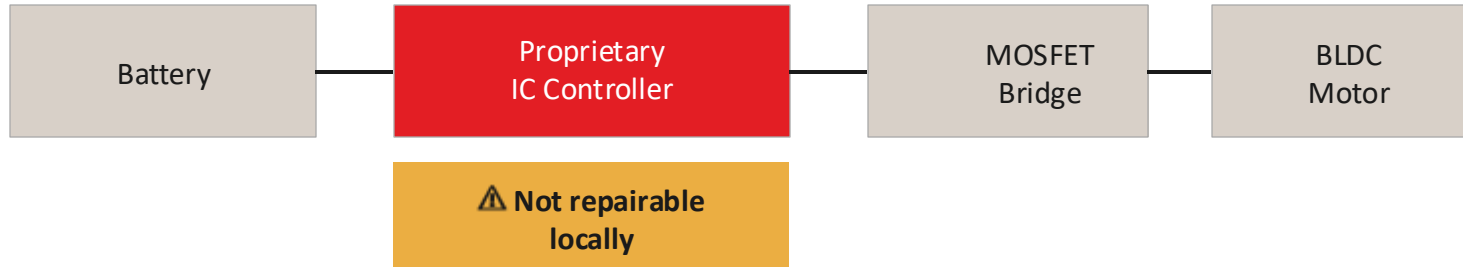 Battery
Proprietary
IC Controller
MOSFET
Bridge
BLDC
Motor
⚠ Not repairable
locally